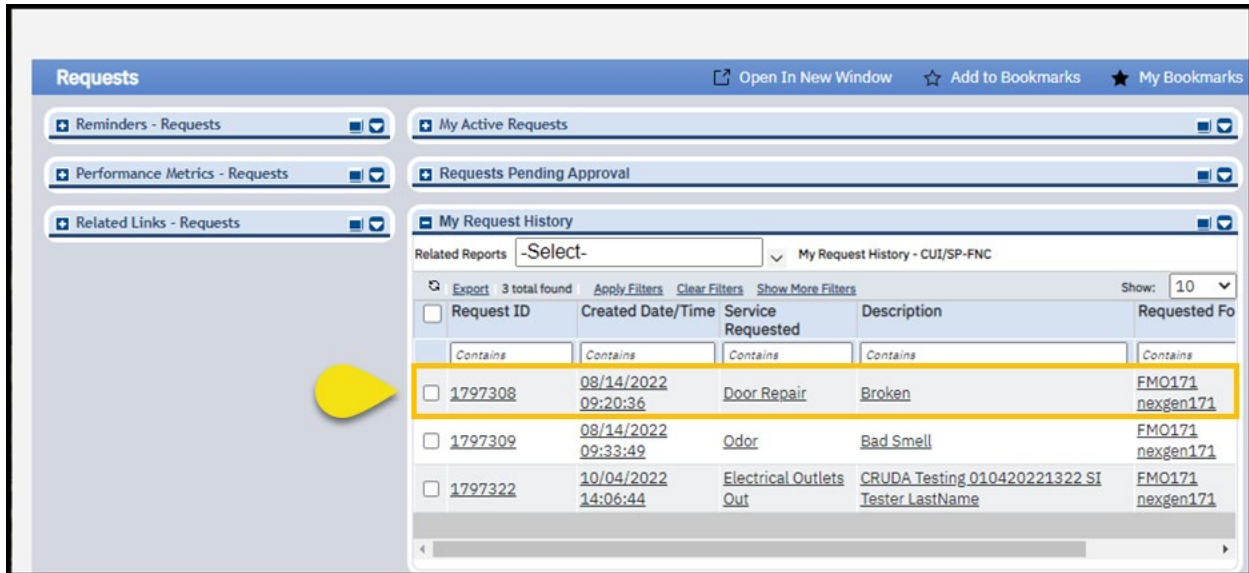 Requests
Open In New Window
Add to Bookmarks
My Bookmarks
Reminders - Requests
My Active Requests
Performance Metrics - Requests
Requests Pending Approval
Related Links - Requests
My Request History
Related Reports -Select- My Request History - CUI/SP-FNC
Export 3 total found Apply Filters Clear Filters Show More Filters Show: 10
Request ID Created Date/Time Service Requested Description Requested Fo
Contains Contains Contains Contains Contains
1797308 08/14/2022 09:20:36 Door Repair Broken FMO171 nexgen171
1797309 08/14/2022 09:33:49 Odor Bad Smell FMO171 nexgen171
1797322 10/04/2022 14:06:44 Electrical Outlets Out CRUDA Testing 010420221322 SI Tester LastName FMO171 nexgen171